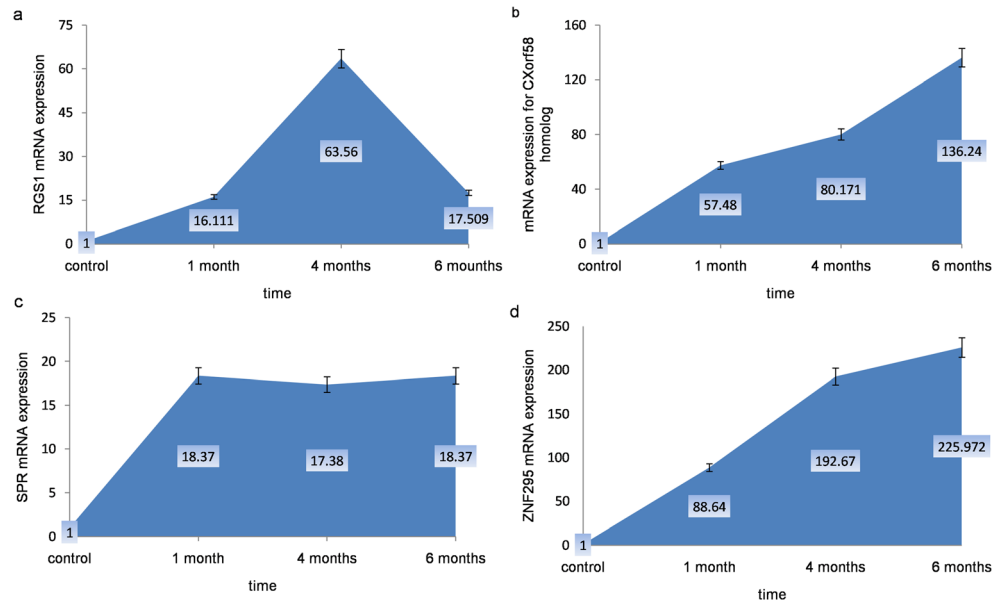 a
RGS1 mRNA expression
75
60
45
30
15
0
1
16.111
63.56
17.509
control
1 month
4 months
6 mounths
time
b
mRNA expression for CXorf58
homolog
160
120
80
40
0
1
57.48
80.171
136.24
control
1 month
4 months
6 months
time
c
SPR mRNA expression
25
20
15
10
5
0
1
18.37
17.38
18.37
control
1 month
4 months
6 months
time
d
ZNF295 mRNA expression
250
200
150
100
50
0
1
88.64
192.67
225.972
control
1 month
4 months
6 months
time